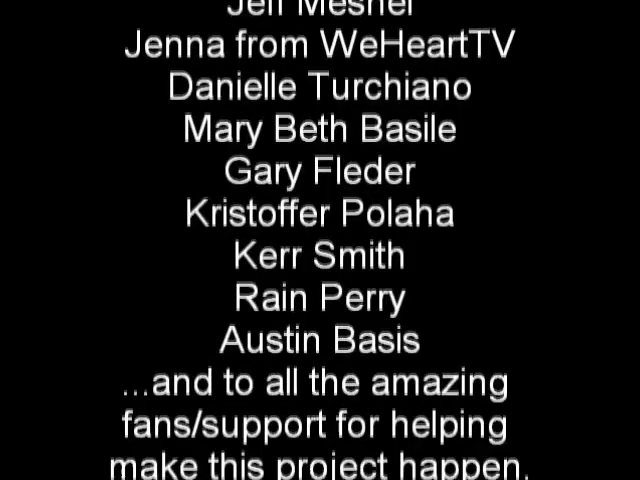 Jeff
Jenna from WeHeartTV
Danielle Turchiano
Mary Beth Basile
Gary Fleder
Kristoffer Polaha
Kerr Smith
Rain Perry
Austin Basis
...and to all the amazing
fans/support for helping
make this project happen.